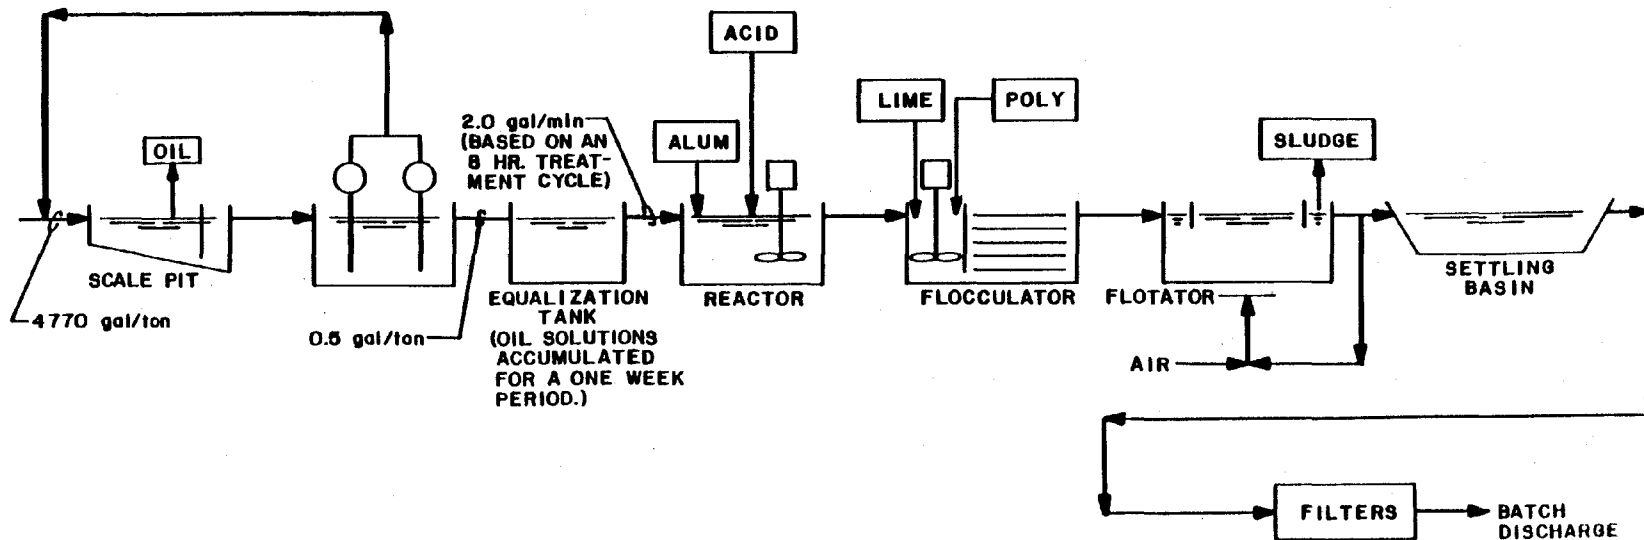 ACID
LIME
POLY
2.0 gal/min
(BASED ON AN
8 HR. TREAT-
MENT CYCLE)
OIL
ALUM
SLUDGE
SCALE PIT
4770 gal/ton
0.5 gal/ton
EQUALIZATION
TANK
(OIL SOLUTIONS
ACCUMULATED
FOR A ONE WEEK
PERIOD.)
REACTOR
FLOCCULATOR
FLOTATOR
SETTLING
BASIN
AIR
FILTERS
BATCH
DISCHARGE